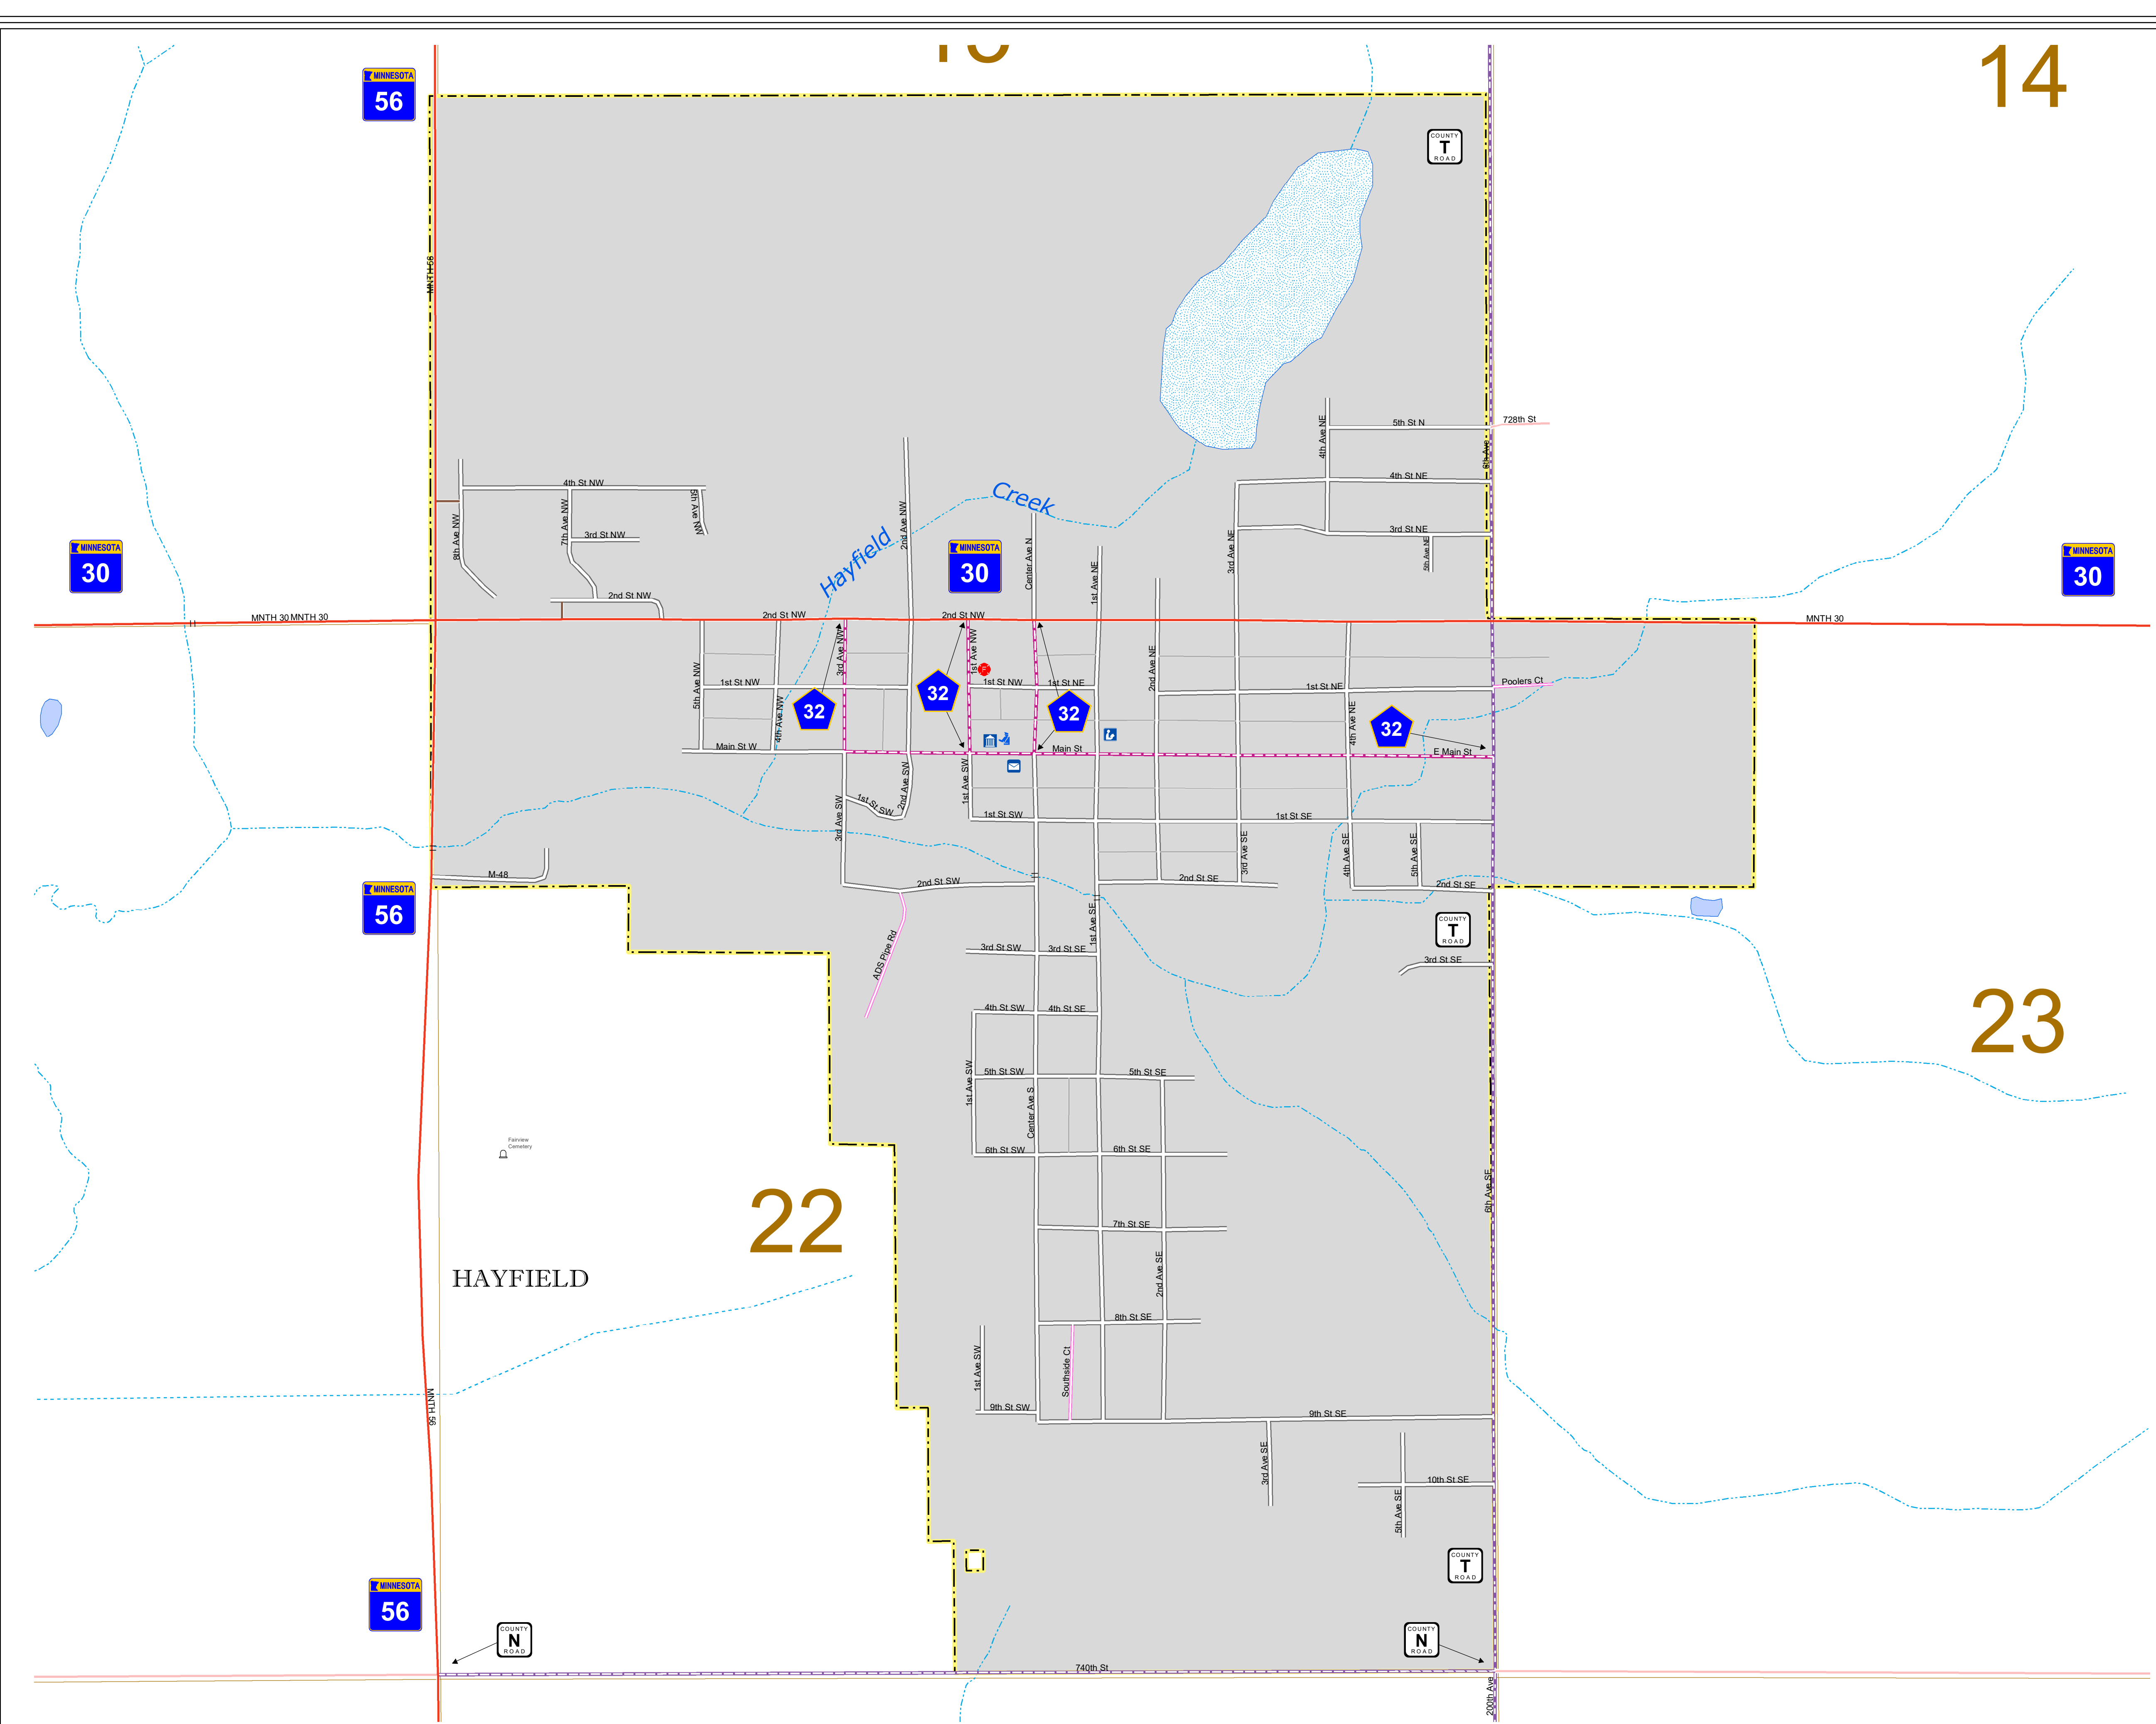 14
MINNESOTA
56
COUNTY
T
ROAD
MNTH 56
5th St N
728th St
4th Ave NE
6th Ave
4th St NE
4th St NW
5th Ave NW
7th Ave NW
8th Ave NW
3rd St NW
2nd Ave NW
Creek
Hayfield
3rd St NE
3rd Ave NE
5th Ave NE
Center Ave N
1st Ave NE
MINNESOTA
30
MINNESOTA
30
MINNESOTA
30
2nd St NW
MNTH 30 MNTH 30
2nd St NW
2nd St NW
MNTH 30
3rd Ave NW
1st Ave NW
F
2nd Ave NE
5th Ave NW
1st St NW
1st St NW
1st St NE
1st St NE
Poolers Ct
32
32
32
32
4th Ave NW
4th Ave NE
Main St W
Main St
E Main St
1st Ave SW
2nd Ave SW
1st St SW
3rd Ave SW
1st St SW
1st St SE
3rd Ave SE
4th Ave SE
5th Ave SE
M-48
2nd St SW
2nd St SE
2nd St SE
MINNESOTA
56
COUNTY
T
ROAD
1st Ave SE
ADS Pipe Rd
3rd St SW
3rd St SE
3rd St SE
4th St SW
4th St SE
23
5th St SW
5th St SE
1st Ave SW
Center Ave S
Fairview
Cemetery
6th St SW
6th St SE
6th Ave SE
22
7th St SE
2nd Ave SE
HAYFIELD
8th St SE
1st Ave SW
Southside Ct
MNTH 56
9th St SW
9th St SE
3rd Ave SE
10th St SE
5th Ave SE
COUNTY
T
ROAD
MINNESOTA
56
COUNTY
N
ROAD
COUNTY
N
ROAD
740th St
200th Ave